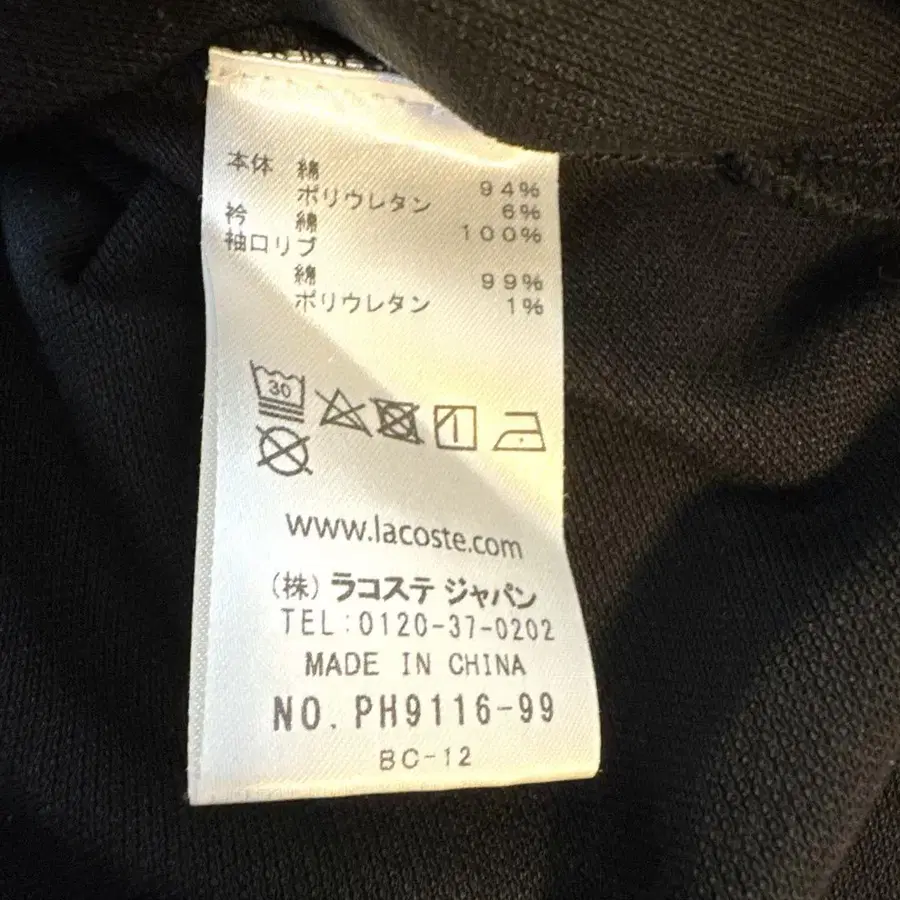 本体 綿 94%
ポリウレタン 6%
衿 綿 100%
袖口リブ
綿 99%
ポリウレタン 1%
30
www.lacoste.com
(株) ラコステ ジャパン
TEL:0120-37-0202
MADE IN CHINA
NO. PH9116-99
BC-12